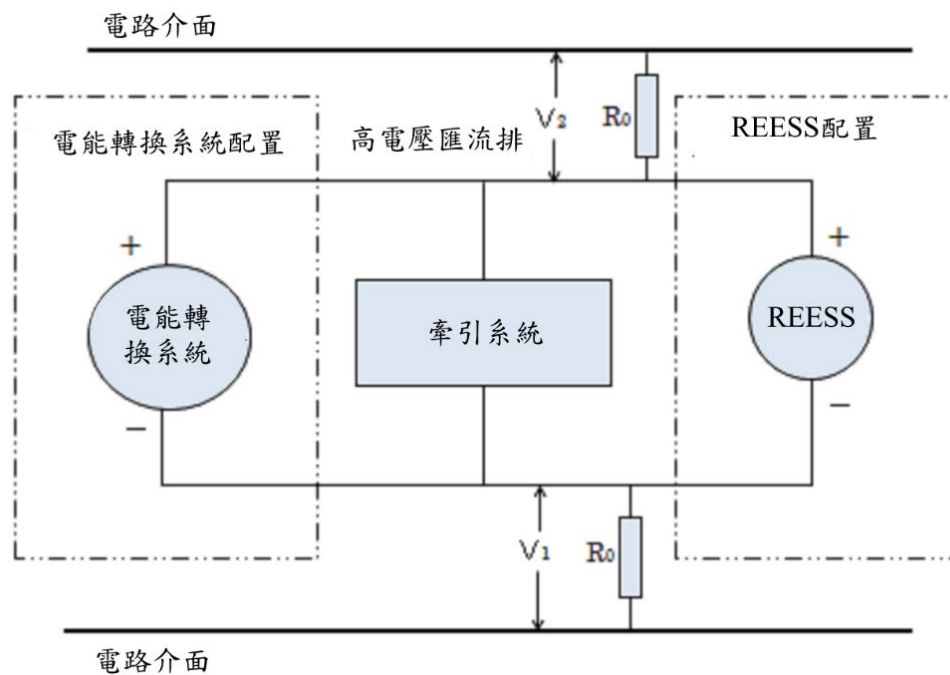 電路介面
V2
R0
電能轉換系統配置
高電壓匯流排
REESS配置
+
+
電能轉
換系統
牽引系統
REESS
−
−
V1
R0
電路介面